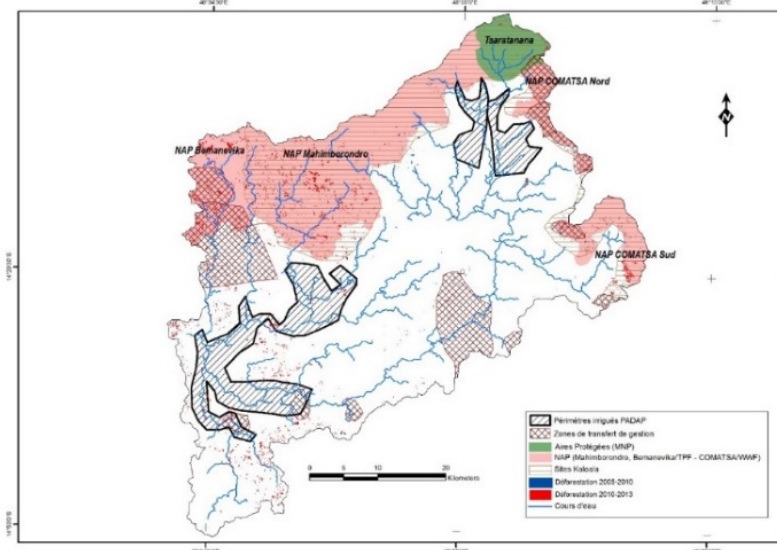 Tsaratanana
NAP COMATSA Nord
N
NAP Bemanevika
NAP Mahimborondro
NAP COMATSA Sud
Périmètres irrigués PADAP
Zones de transfert de gestion
Aires Protégées (MNP)
NAP (Mahimborondro, Bemanevika/TPF - COMATSA/WWF)
Sites Koloala
Déforestation 2005-2010
Déforestation 2010-2013
Cours d'eau
0 5 10 20
Kilometers